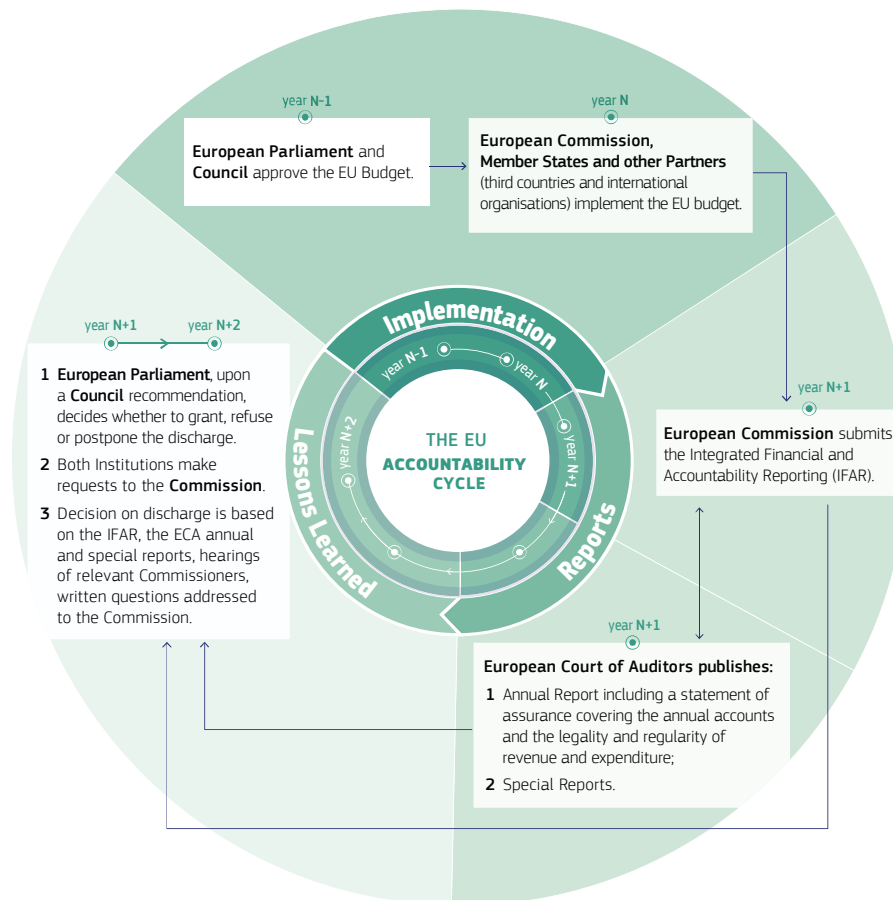 year N-1
European Parliament and
Council approve the EU Budget.
year N
European Commission,
Member States and other Partners
(third countries and international
organisations) implement the EU budget.
year N+1
European Commission submits
the Integrated Financial and
Accountability Reporting (IFAR).
year N+1
European Court of Auditors publishes:
1 Annual Report including a statement of
assurance covering the annual accounts
and the legality and regularity of
revenue and expenditure;
2 Special Reports.
year N+1
year N+2
1 European Parliament, upon
a Council recommendation,
decides whether to grant, refuse
or postpone the discharge.
2 Both Institutions make
requests to the Commission.
3 Decision on discharge is based
on the IFAR, the ECA annual
and special reports, hearings
of relevant Commissioners,
written questions addressed
to the Commission.
Implementation
Reports
Lessons Learned
year N-1
year N
year N+1
year N+2
THE EU
ACCOUNTABILITY
CYCLE